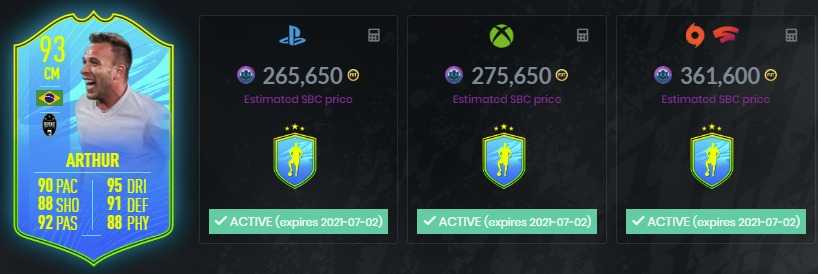 93
CM
ARTHUR
90 PAC 95 DRI
88 SHO 91 DEF
92 PAS 88 PHY
265,650
Estimated SBC price
ACTIVE (expires 2021-07-02)
275,650
Estimated SBC price
ACTIVE (expires 2021-07-02)
361,600
Estimated SBC price
ACTIVE (expires 2021-07-02)